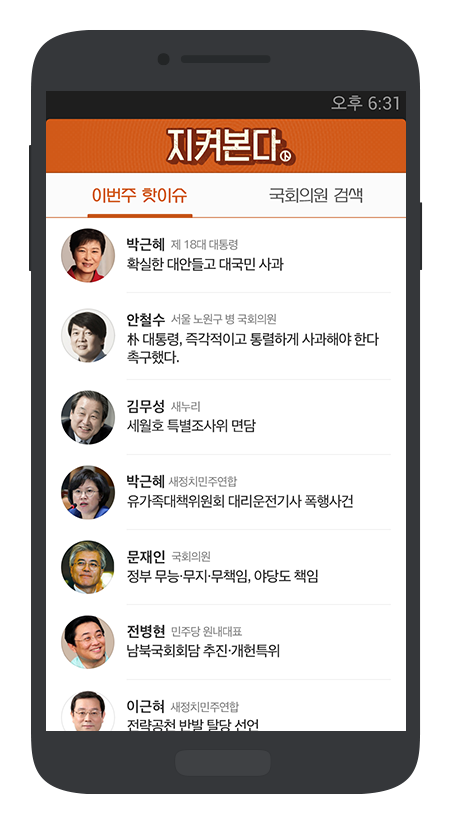 오후 6:31
지켜본다.
이번주 핫이슈
국회의원 검색
박근혜 제 18대 대통령
확실한 대안들고 대국민 사과
안철수 서울 노원구 병 국회의원
朴 대통령, 즉각적이고 통렬하게 사과해야 한다
촉구했다.
김무성 새누리
세월호 특별조사위 면담
박근혜 새정치민주연합
유가족대책위원회 대리운전기사 폭행사건
문재인 국회의원
정부 무능·무지·무책임, 야당도 책임
전병현 민주당 원내대표
남북국회회담 추진·개헌특위
이근혀 새정치민주연합
전략공천 반발 탈당 선언